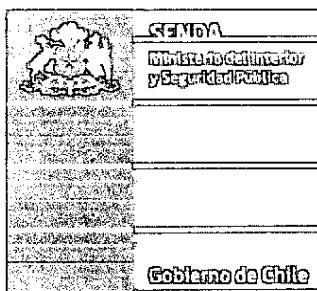 SENDA
Ministerio del Interior
y Seguridad Pública
Gobierno de Chile